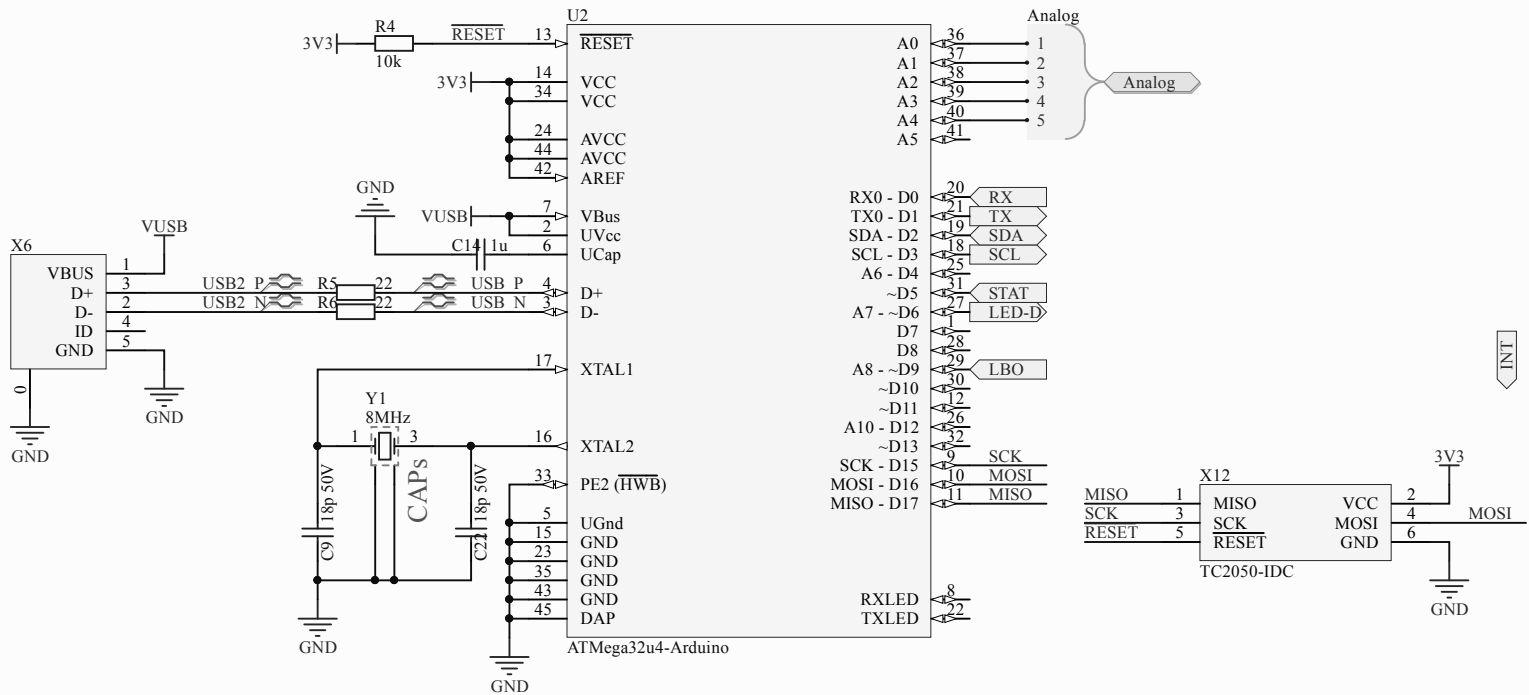 R4
3V3
10k
RESET
13
U2
RESET
3V3
14
VCC
34
VCC
24
AVCC
44
AVCC
42
AREF
VUSB
7
VBus
2
UVcc
GND
C14
1u
6
UCap
4
D+
3
D-
17
XTAL1
16
XTAL2
33
PE2 (HWB)
5
UGnd
15
GND
23
GND
35
GND
43
GND
45
DAP
GND
ATMega32u4-Arduino
X6
VUSB
VBUS
1
D+
3
D-
2
ID
4
GND
5
0
GND
GND
USB2_P
R5
22
USB_P
USB2_N
R6
22
USB_N
Y1
8MHz
1
3
CAPs
C9
18p 50V
C22
18p 50V
GND
A0
36
A1
37
A2
38
A3
39
A4
40
A5
41
Analog
1
2
3
4
5
Analog
RX0 - D0
20
RX
TX0 - D1
21
TX
SDA - D2
19
SDA
SCL - D3
18
SCL
A6 - D4
25
~D5
31
STAT
A7 - ~D6
27
LED-D
D7
1
D8
28
A8 - ~D9
29
LBO
~D10
30
~D11
12
A10 - D12
26
~D13
32
SCK - D15
9
SCK
MOSI - D16
10
MOSI
MISO - D17
11
MISO
RXLED
8
TXLED
22
INT
X12
MISO
1
MISO
SCK
3
SCK
RESET
5
RESET
3V3
VCC
2
MOSI
4
MOSI
GND
6
GND
TC2050-IDC